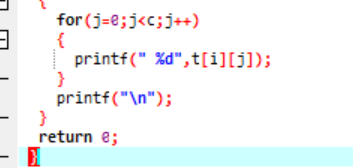 {
for(j=0;j<c;j++)
{
printf(" %d",t[i][j]);
}
printf("\n");
}
return 0;
}